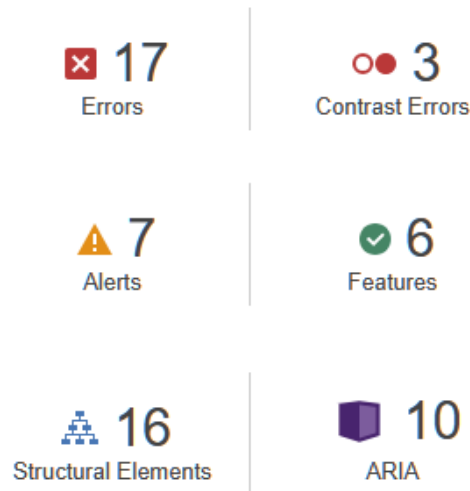 17 3
Errors Contrast Errors
7 6
Alerts Features
16 10
Structural Elements ARIA